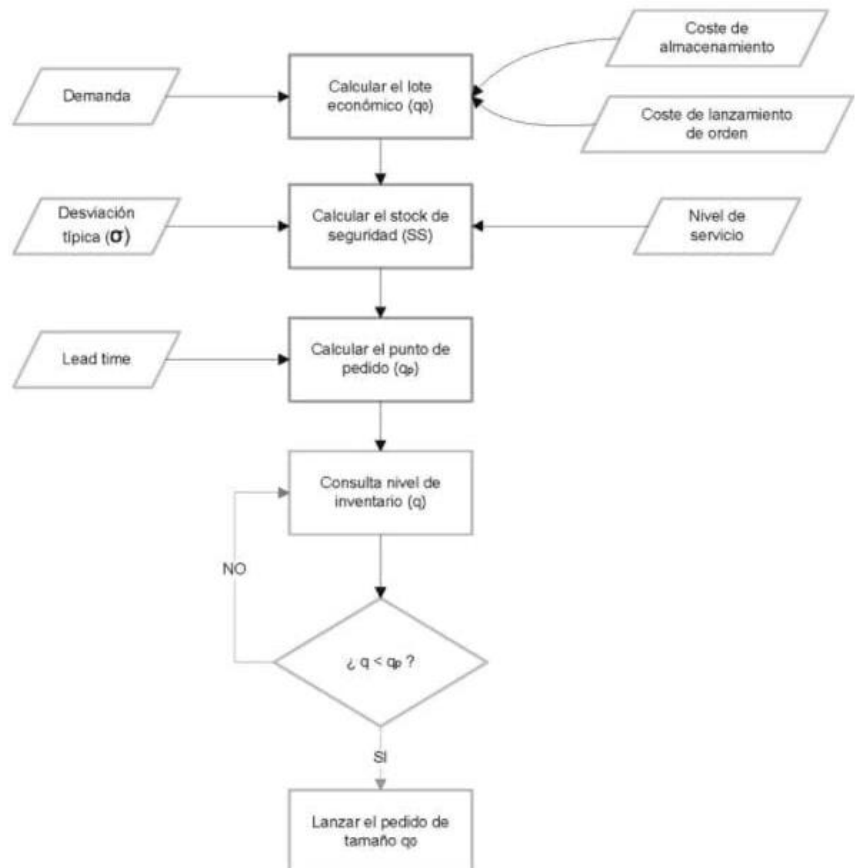 Coste de
almacenamiento
Demanda
Calcular el lote
económico (q₀)
Coste de lanzamiento
de orden
Desviación
típica (σ)
Calcular el stock de
seguridad (SS)
Nivel de
servicio
Lead time
Calcular el punto de
pedido (qₚ)
Consulta nivel de
inventario (q)
NO
¿ q < qₚ ?
SI
Lanzar el pedido de
tamaño q₀